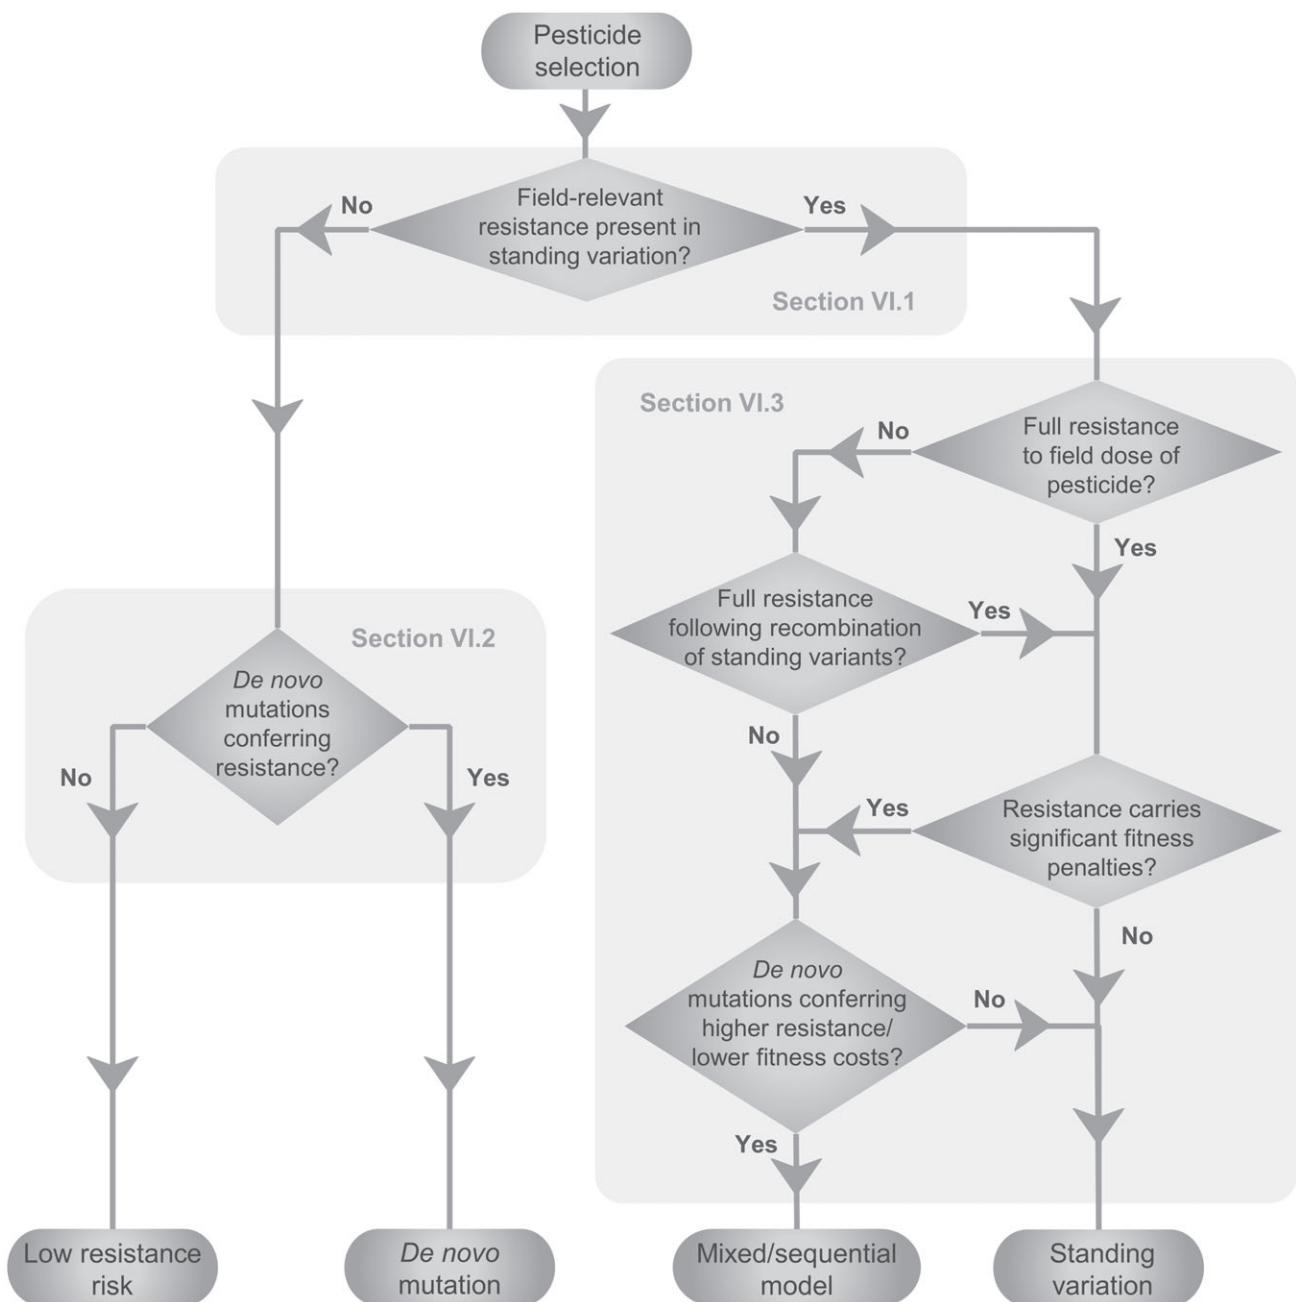 Pesticide
selection
No
Field-relevant
resistance present in
standing variation?
Yes
Section VI.1
Section VI.3
No
Full resistance
to field dose of
pesticide?
Yes
Full resistance
following recombination
of standing variants?
Yes
Section VI.2
De novo
mutations
conferring
resistance?
No
Yes
No
Yes
Resistance carries
significant fitness
penalties?
No
De novo
mutations conferring
higher resistance/
lower fitness costs?
No
Yes
Low resistance
risk
De novo
mutation
Mixed/sequential
model
Standing
variation